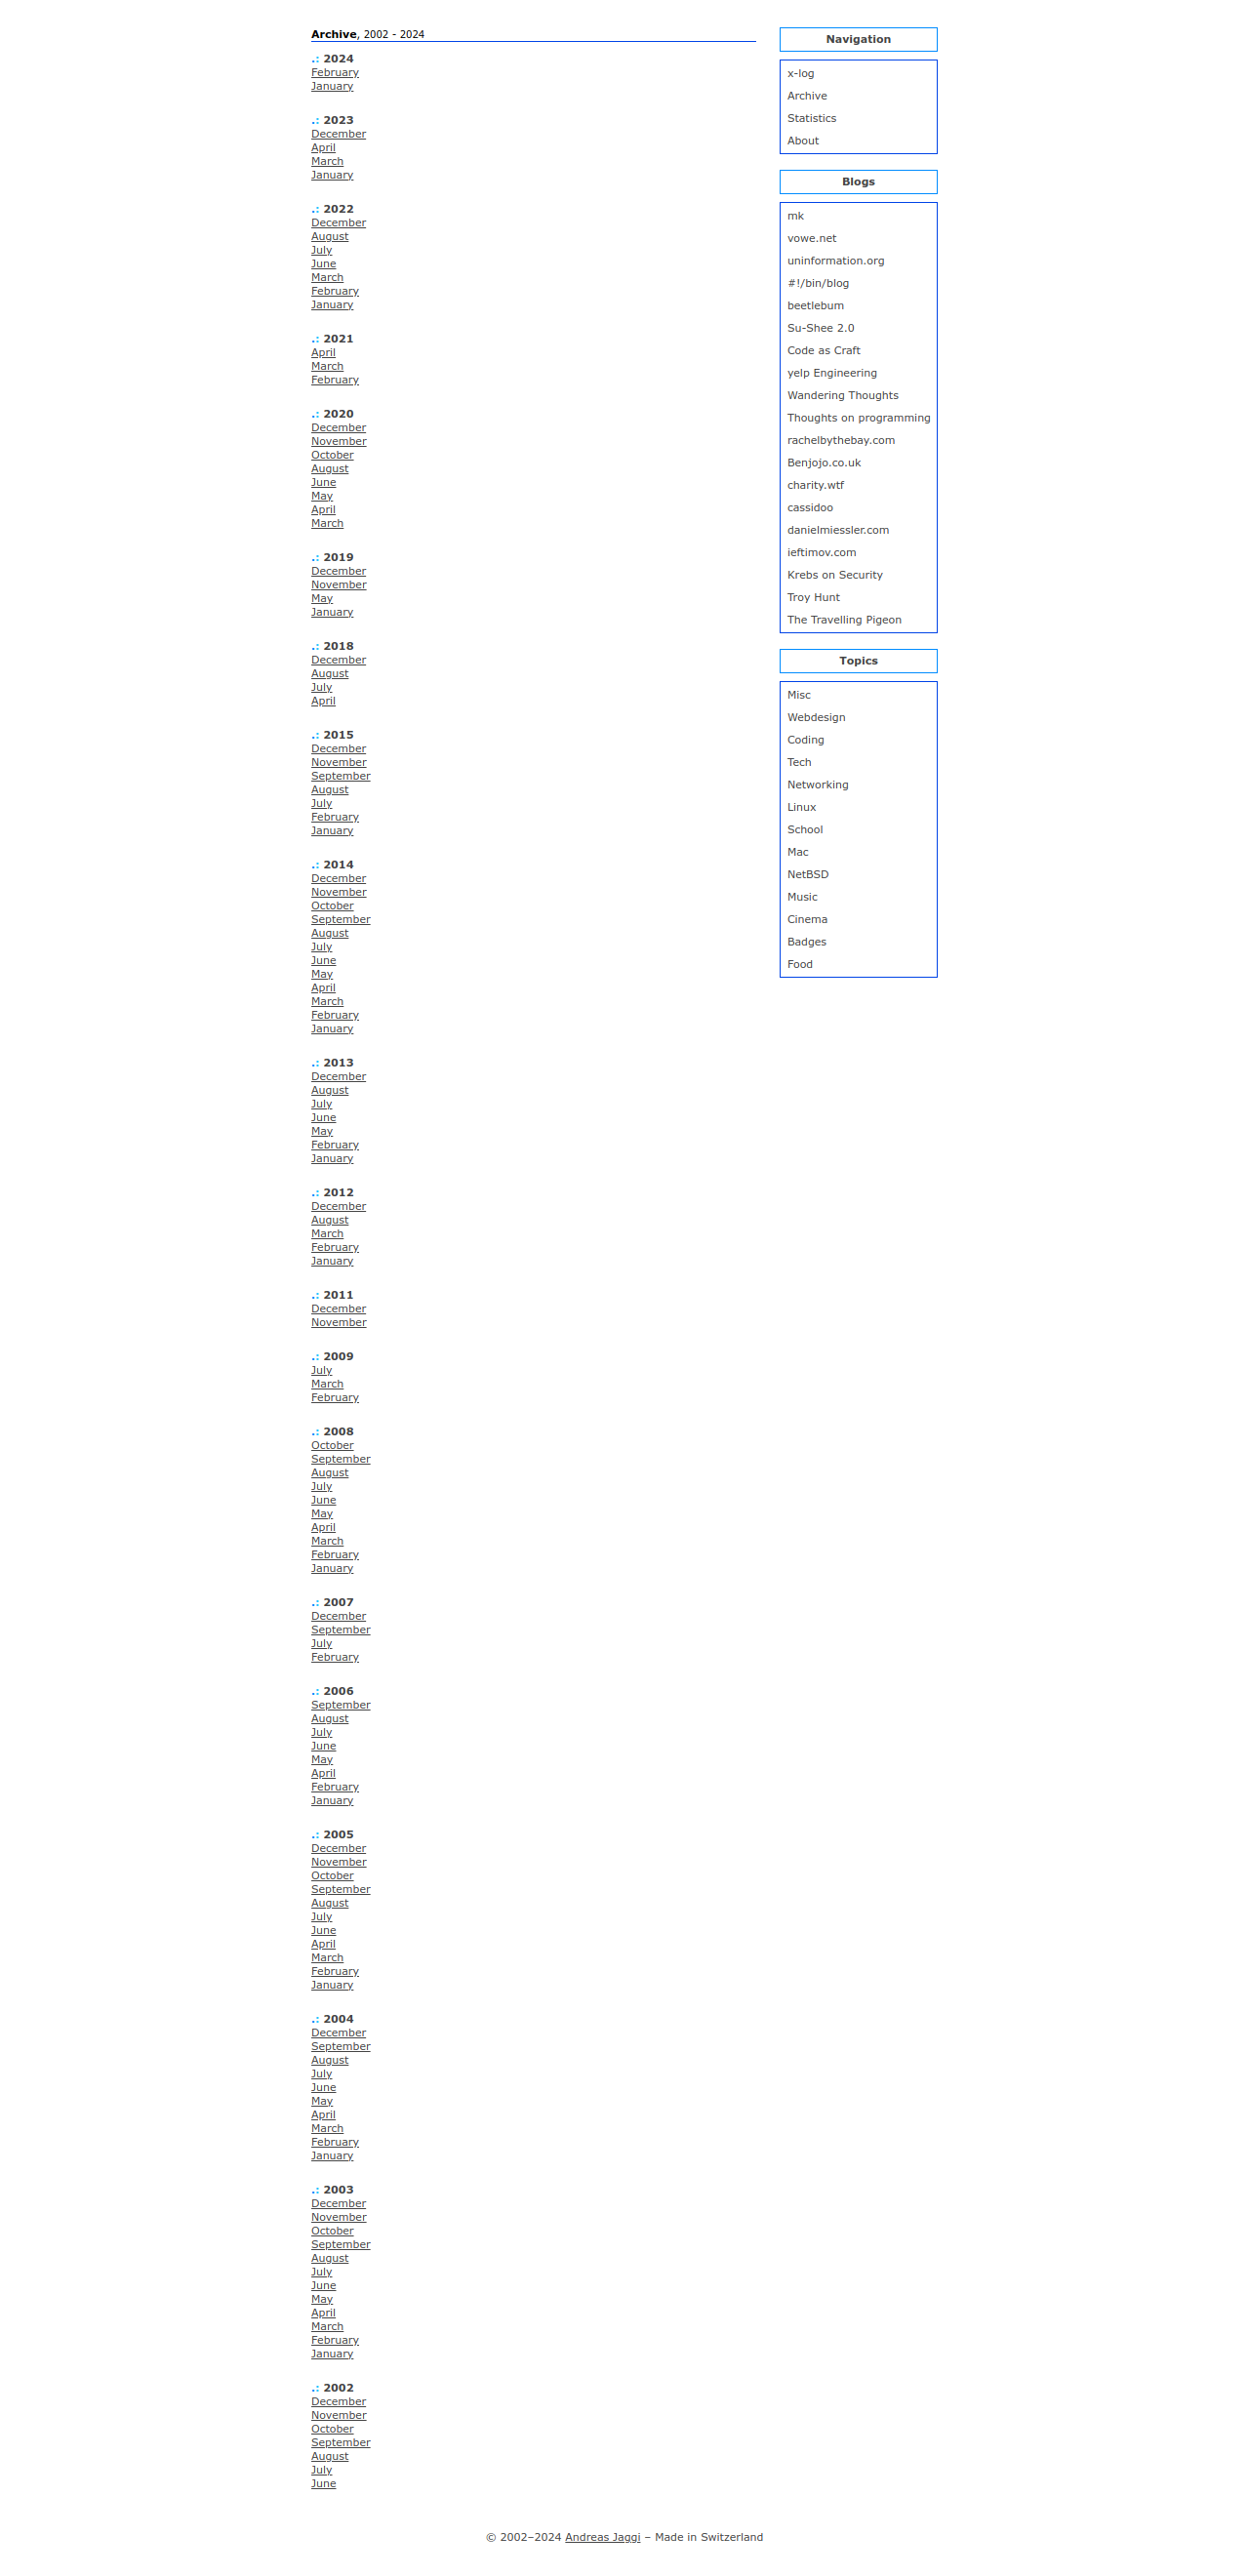 Archive, 2002 - 2024
.: 2024
February
January
.: 2023
December
April
March
January
.: 2022
December
August
July
June
March
February
January
.: 2021
April
March
February
.: 2020
December
November
October
August
June
May
April
March
.: 2019
December
November
May
January
.: 2018
December
August
July
April
.: 2015
December
November
September
August
July
February
January
.: 2014
December
November
October
September
August
July
June
May
April
March
February
January
.: 2013
December
August
July
June
May
February
January
.: 2012
December
August
March
February
January
.: 2011
December
November
.: 2009
July
March
February
.: 2008
October
September
August
July
June
May
April
March
February
January
.: 2007
December
September
July
February
.: 2006
September
August
July
June
May
April
February
January
.: 2005
December
November
October
September
August
July
June
April
March
February
January
.: 2004
December
September
August
July
June
May
April
March
February
January
.: 2003
December
November
October
September
August
July
June
May
April
March
February
January
.: 2002
December
November
October
September
August
July
June
Navigation
x-log
Archive
Statistics
About
Blogs
mk
vowe.net
uninformation.org
#!/bin/blog
beetlebum
Su-Shee 2.0
Code as Craft
yelp Engineering
Wandering Thoughts
Thoughts on programming
rachelbythebay.com
Benjojo.co.uk
charity.wtf
cassidoo
danielmiessler.com
ieftimov.com
Krebs on Security
Troy Hunt
The Travelling Pigeon
Topics
Misc
Webdesign
Coding
Tech
Networking
Linux
School
Mac
NetBSD
Music
Cinema
Badges
Food
© 2002–2024 Andreas Jaggi – Made in Switzerland